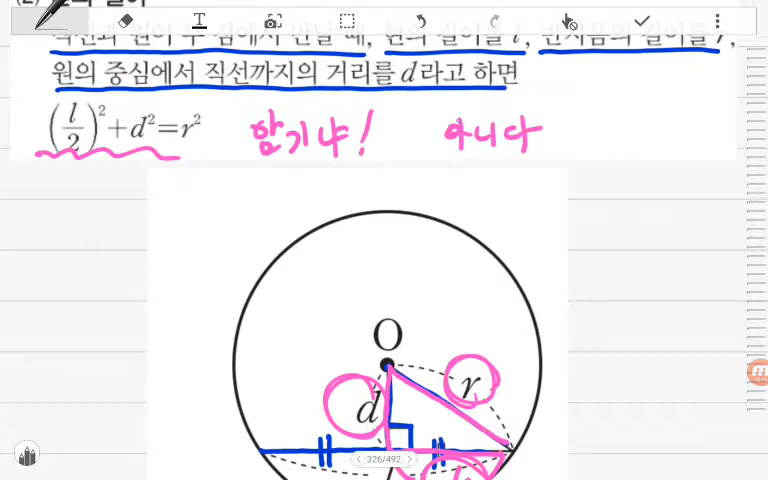 직선과 원이 두 점에서 만날 때, 현의 길이를 l, 반지름의 길이를 r,
원의 중심에서 직선까지의 거리를 d라고 하면
(l/2)²+d²=r² 암기냐! 아니다
O
r
d
326/492